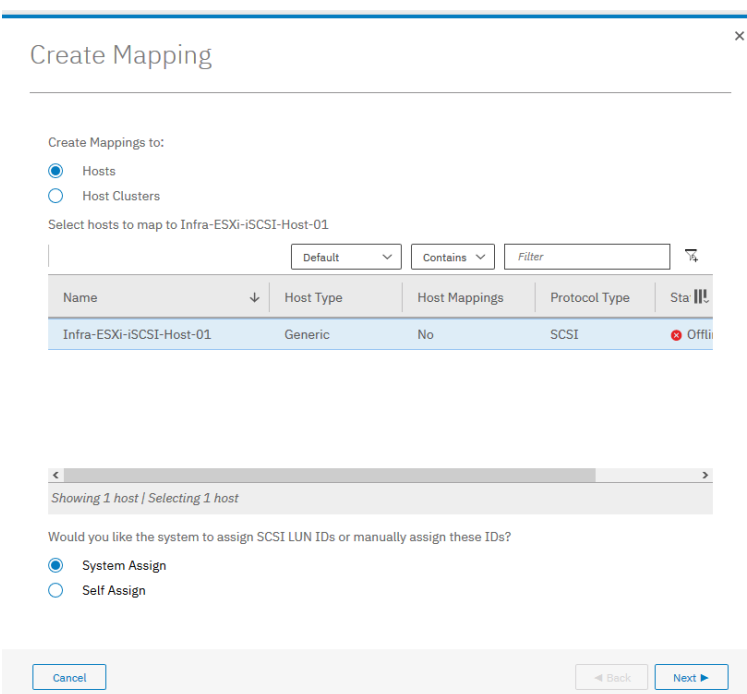 Create Mapping
Create Mappings to:
Hosts
Host Clusters
Select hosts to map to Infra-ESXi-iSCSI-Host-01
Default Contains Filter
Name Host Type Host Mappings Protocol Type Sta
Infra-ESXi-iSCSI-Host-01 Generic No SCSI Offli
Showing 1 host | Selecting 1 host
Would you like the system to assign SCSI LUN IDs or manually assign these IDs?
System Assign
Self Assign
Cancel Back Next